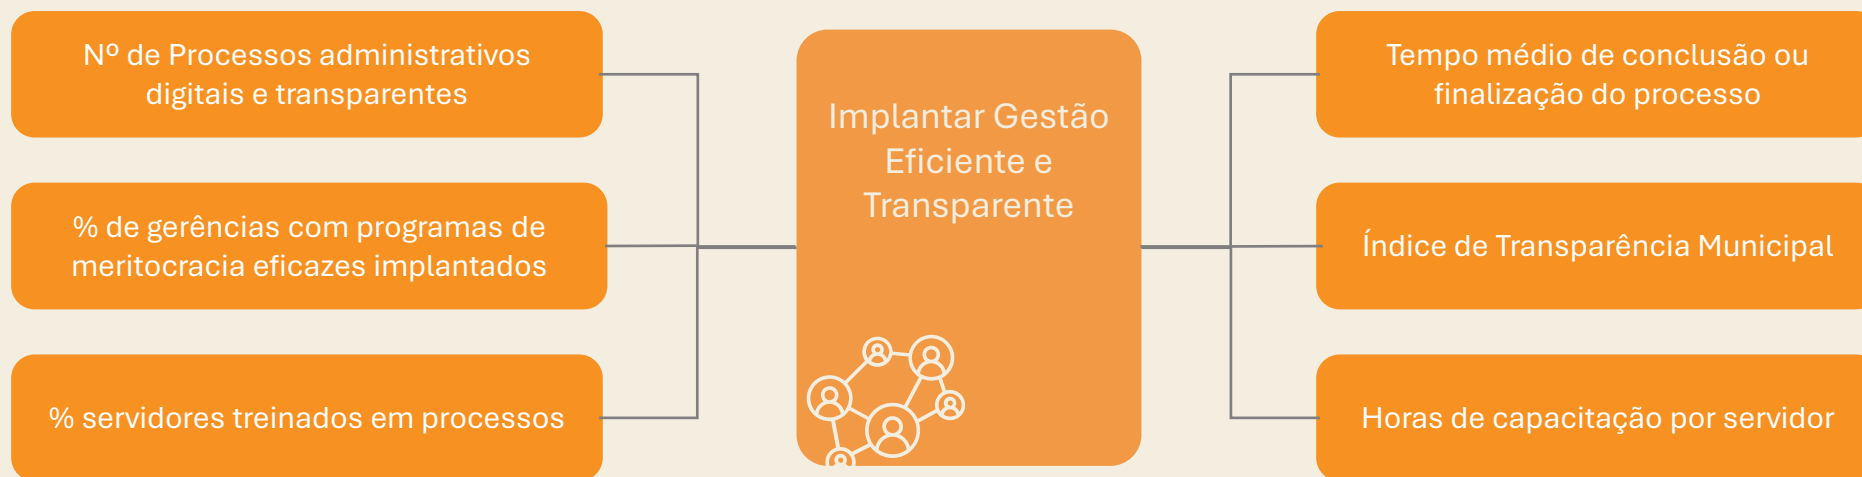 Nº de Processos administrativos
digitais e transparentes
% de gerências com programas de
meritocracia eficazes implantados
% servidores treinados em processos
Implantar Gestão
Eficiente e
Transparente
Tempo médio de conclusão ou
finalização do processo
Índice de Transparência Municipal
Horas de capacitação por servidor